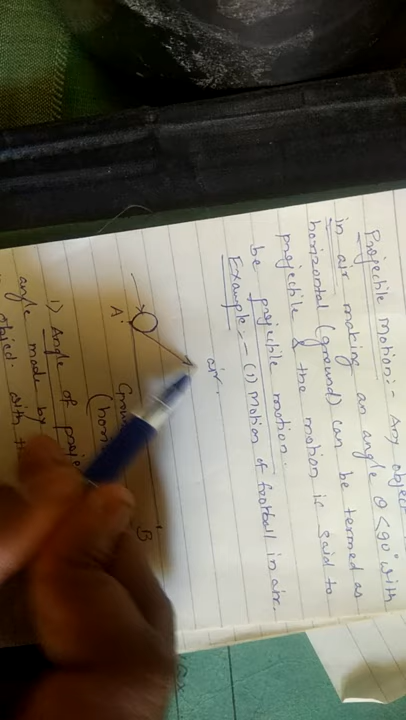 Projectile Motion:- Any object
in air making an angle θ <90° with
horizontal (ground) can be termed as
projectile & the motion is said to
be projectile motion.
Example:- (1) Motion of football in air.
air.
A
B
(
1) Angle of
angle made by
object. with